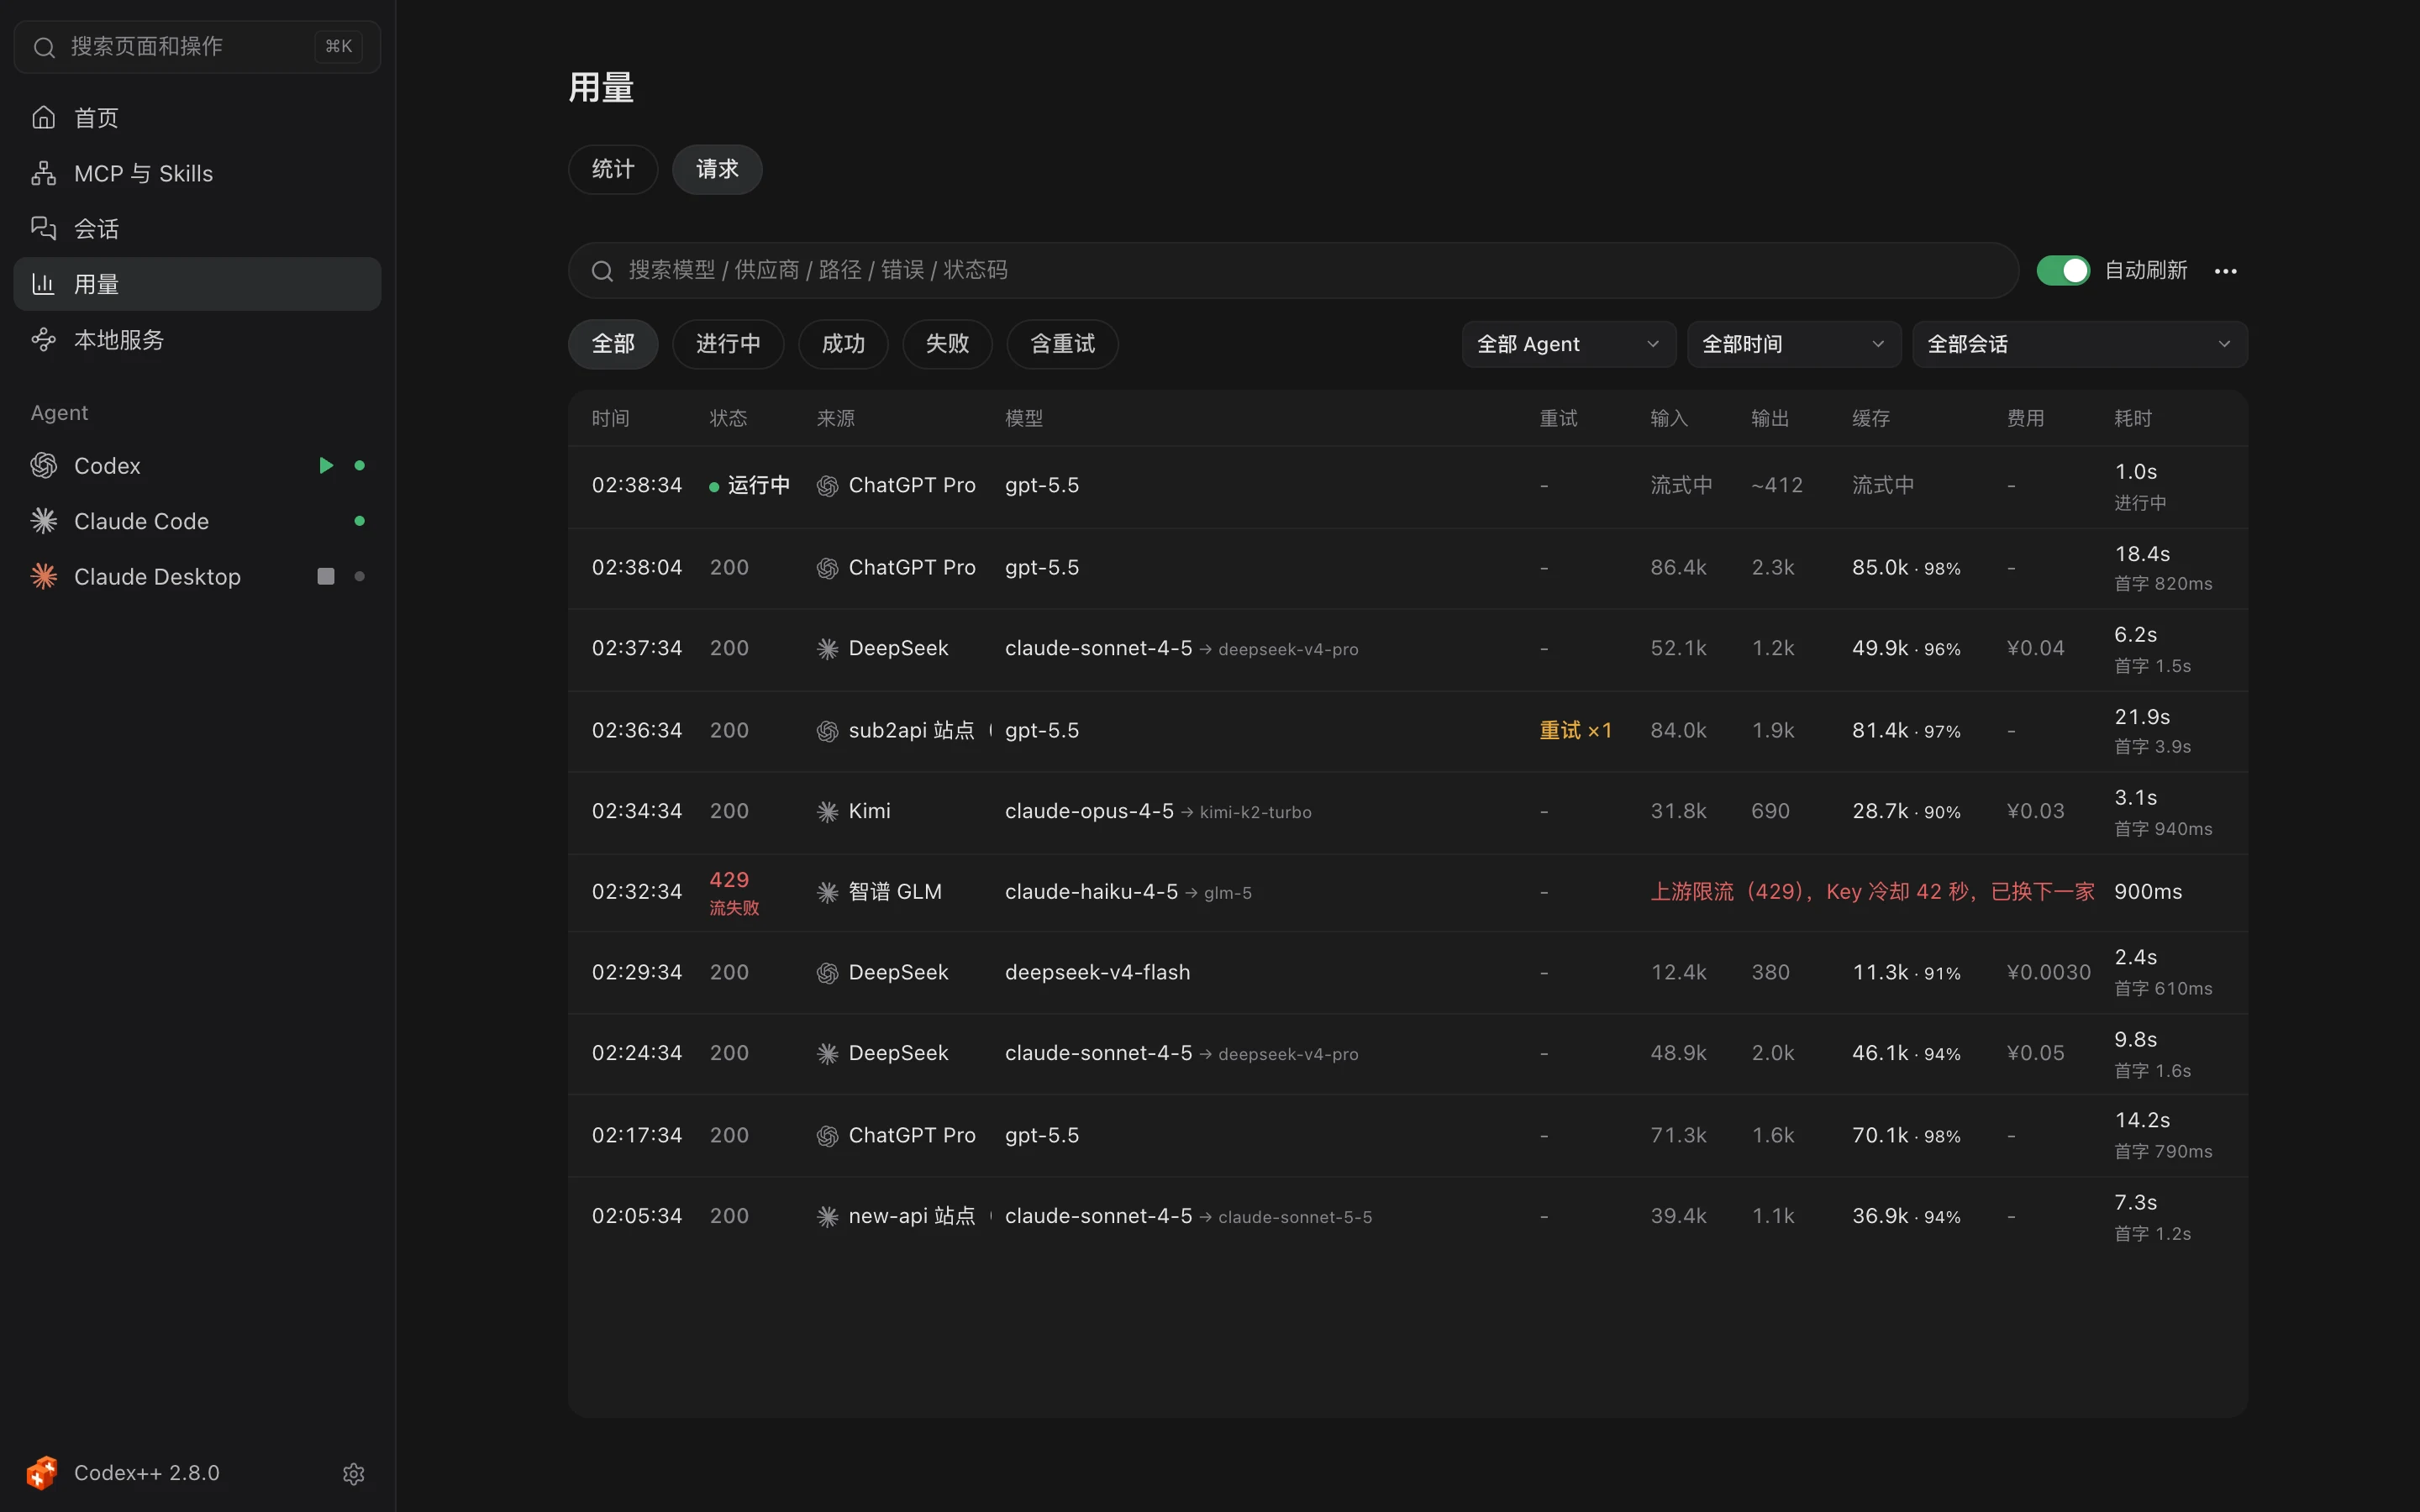 搜索页面和操作 ⌘K
首页
MCP 与 Skills
会话
用量
本地服务
Agent
Codex
Claude Code
Claude Desktop
Codex++ 2.8.0
用量
统计 请求
搜索模型 / 供应商 / 路径 / 错误 / 状态码 自动刷新
全部 进行中 成功 失败 含重试 全部 Agent 全部时间 全部会话
时间 状态 来源 模型 重试 输入 输出 缓存 费用 耗时
02:38:34 运行中 ChatGPT Pro gpt-5.5 - 流式中 ~412 流式中 - 1.0s
进行中
02:38:04 200 ChatGPT Pro gpt-5.5 - 86.4k 2.3k 85.0k · 98% - 18.4s
首字 820ms
02:37:34 200 DeepSeek claude-sonnet-4-5 → deepseek-v4-pro - 52.1k 1.2k 49.9k · 96% ¥0.04 6.2s
首字 1.5s
02:36:34 200 sub2api 站点 gpt-5.5 重试 ×1 84.0k 1.9k 81.4k · 97% - 21.9s
首字 3.9s
02:34:34 200 Kimi claude-opus-4-5 → kimi-k2-turbo - 31.8k 690 28.7k · 90% ¥0.03 3.1s
首字 940ms
02:32:34 429 智谱 GLM claude-haiku-4-5 → glm-5 - 上游限流（429），Key 冷却 42 秒，已换下一家 900ms
流失败
02:29:34 200 DeepSeek deepseek-v4-flash - 12.4k 380 11.3k · 91% ¥0.0030 2.4s
首字 610ms
02:24:34 200 DeepSeek claude-sonnet-4-5 → deepseek-v4-pro - 48.9k 2.0k 46.1k · 94% ¥0.05 9.8s
首字 1.6s
02:17:34 200 ChatGPT Pro gpt-5.5 - 71.3k 1.6k 70.1k · 98% - 14.2s
首字 790ms
02:05:34 200 new-api 站点 claude-sonnet-4-5 → claude-sonnet-5-5 - 39.4k 1.1k 36.9k · 94% - 7.3s
首字 1.2s